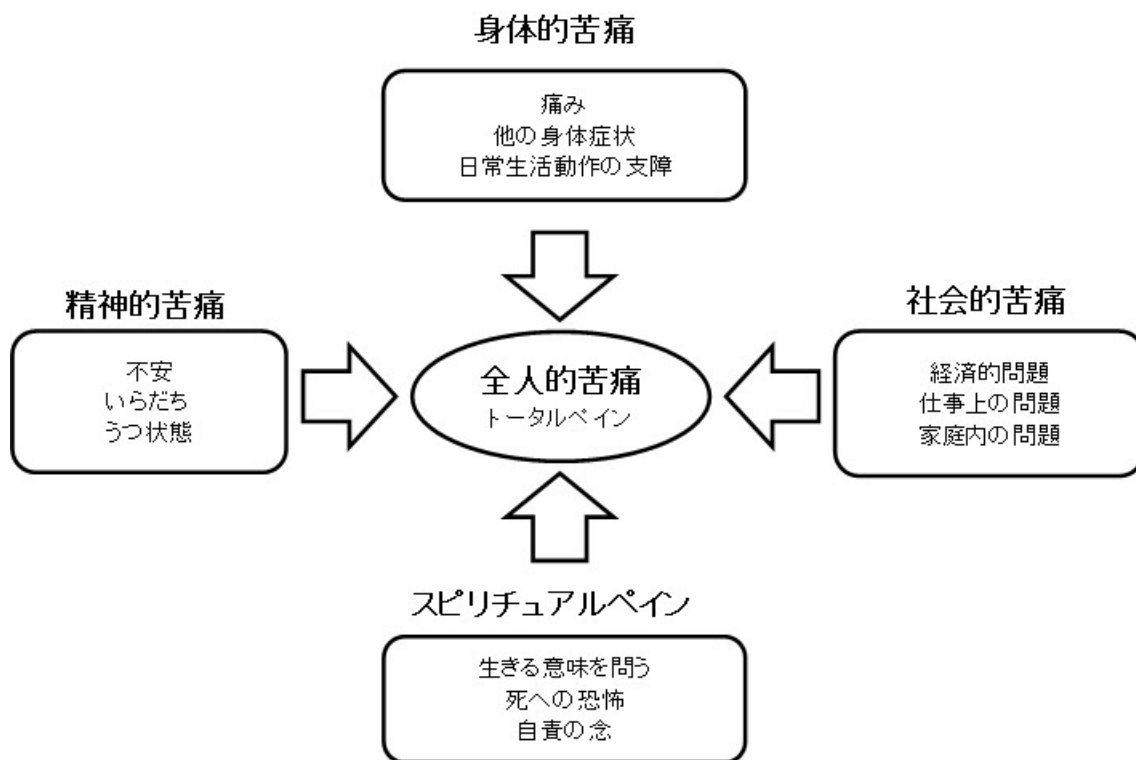 身体的苦痛
痛み
他の身体症状
日常生活動作の支障
精神的苦痛
不安
いらだち
うつ状態
全人的苦痛
トータルペイン
社会的苦痛
経済的問題
仕事上の問題
家庭内の問題
スピリチュアルペイン
生きる意味を問う
死への恐怖
自責の念